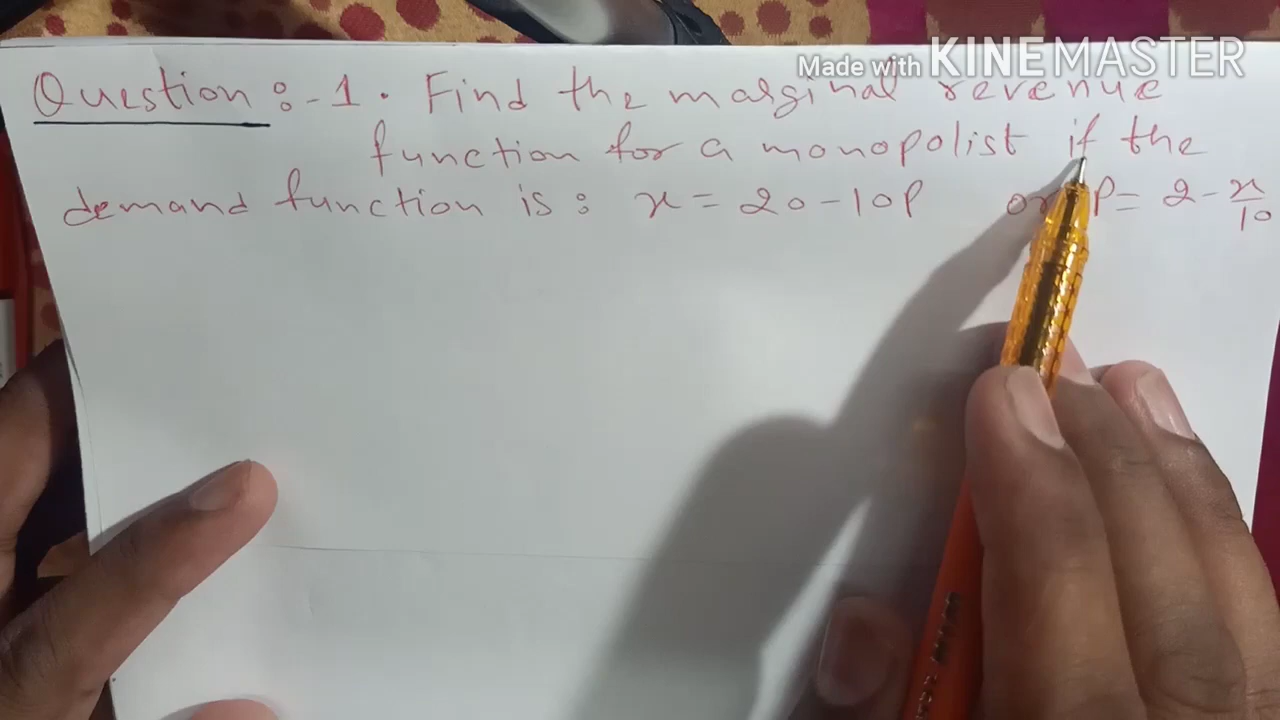 Made with KINEMASTER
Question :- 1. Find the marginal revenue
function for a monopolist if the
demand function is: x = 20 - 10P or P = 2 - x/10